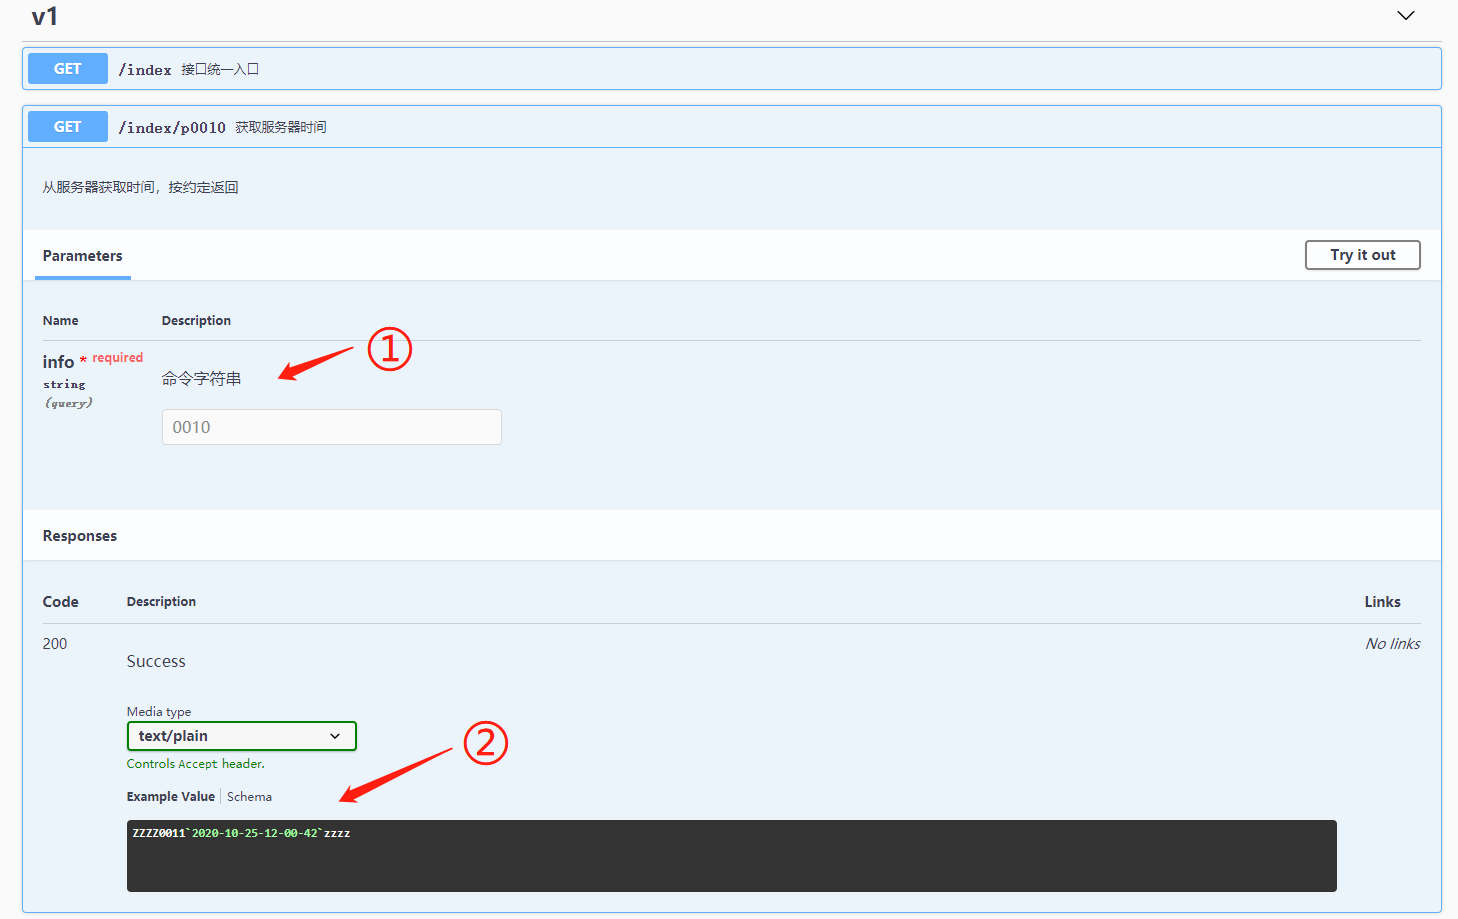 v1
GET /index 接口统一入口
GET /index/p0010 获取服务器时间
从服务器获取时间，按约定返回
Parameters
Try it out
Name Description
info * required
string
(query)
命令字符串
①
0010
Responses
Code Description Links
200
Success
No links
Media type
text/plain
②
Controls Accept header.
Example Value Schema
ZZZZ0011`2020-10-25-12-00-42`zzzz